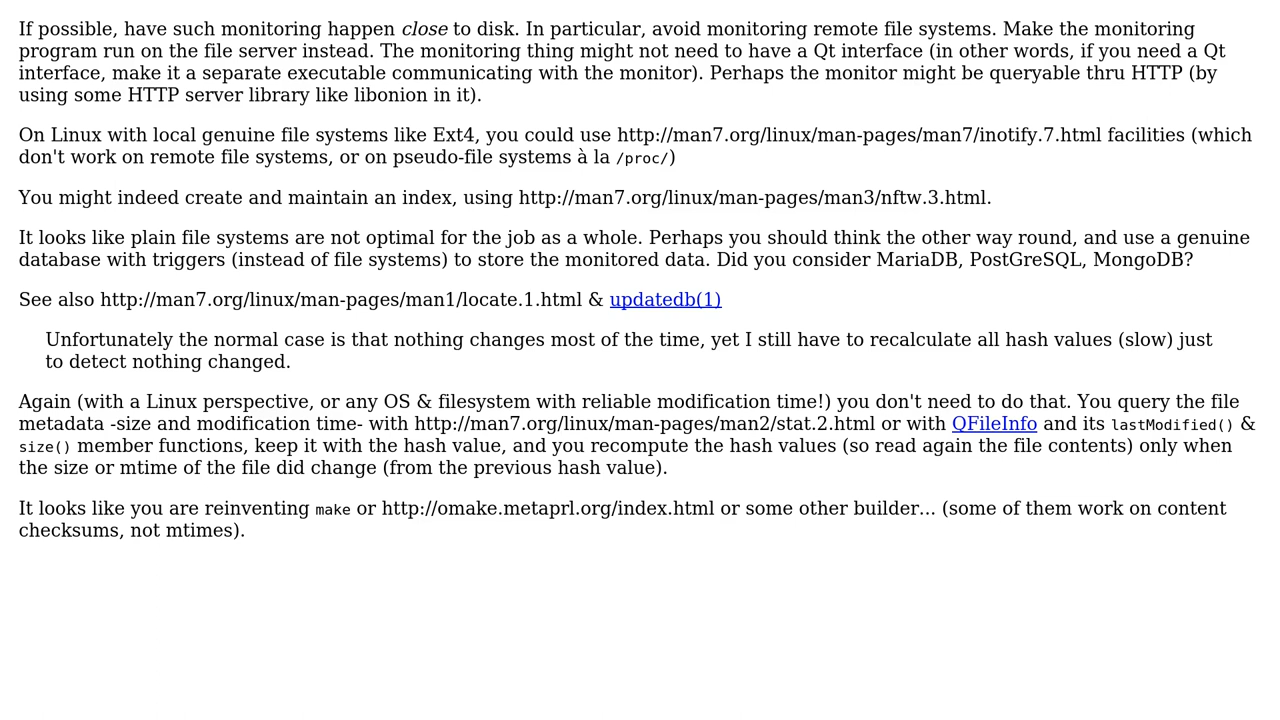 If possible, have such monitoring happen close to disk. In particular, avoid monitoring remote file systems. Make the monitoring
program run on the file server instead. The monitoring thing might not need to have a Qt interface (in other words, if you need a Qt
interface, make it a separate executable communicating with the monitor). Perhaps the monitor might be queryable thru HTTP (by
using some HTTP server library like libonion in it).
On Linux with local genuine file systems like Ext4, you could use http://man7.org/linux/man-pages/man7/inotify.7.html facilities (which
don't work on remote file systems, or on pseudo-file systems à la /proc/)
You might indeed create and maintain an index, using http://man7.org/linux/man-pages/man3/nftw.3.html.
It looks like plain file systems are not optimal for the job as a whole. Perhaps you should think the other way round, and use a genuine
database with triggers (instead of file systems) to store the monitored data. Did you consider MariaDB, PostGreSQL, MongoDB?
See also http://man7.org/linux/man-pages/man1/locate.1.html & updatedb(1)
Unfortunately the normal case is that nothing changes most of the time, yet I still have to recalculate all hash values (slow) just
to detect nothing changed.
Again (with a Linux perspective, or any OS & filesystem with reliable modification time!) you don't need to do that. You query the file
metadata -size and modification time- with http://man7.org/linux/man-pages/man2/stat.2.html or with QFileInfo and its lastModified() &
size() member functions, keep it with the hash value, and you recompute the hash values (so read again the file contents) only when
the size or mtime of the file did change (from the previous hash value).
It looks like you are reinventing make or http://omake.metaprl.org/index.html or some other builder... (some of them work on content
checksums, not mtimes).